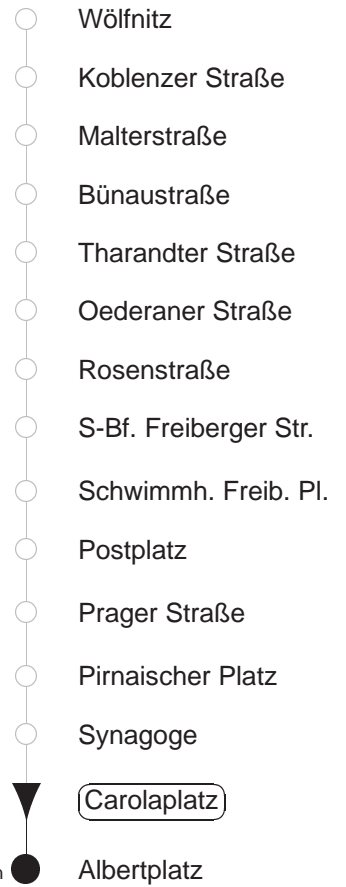 Wölfnitz
Koblenzer Straße
Malterstraße
Bünaustraße
Tharandter Straße
Oederaner Straße
Rosenstraße
S-Bf. Freiberger Str.
Schwimmh. Freib. Pl.
Postplatz
Prager Straße
Pirnaischer Platz
Synagoge
Carolaplatz
Albertplatz